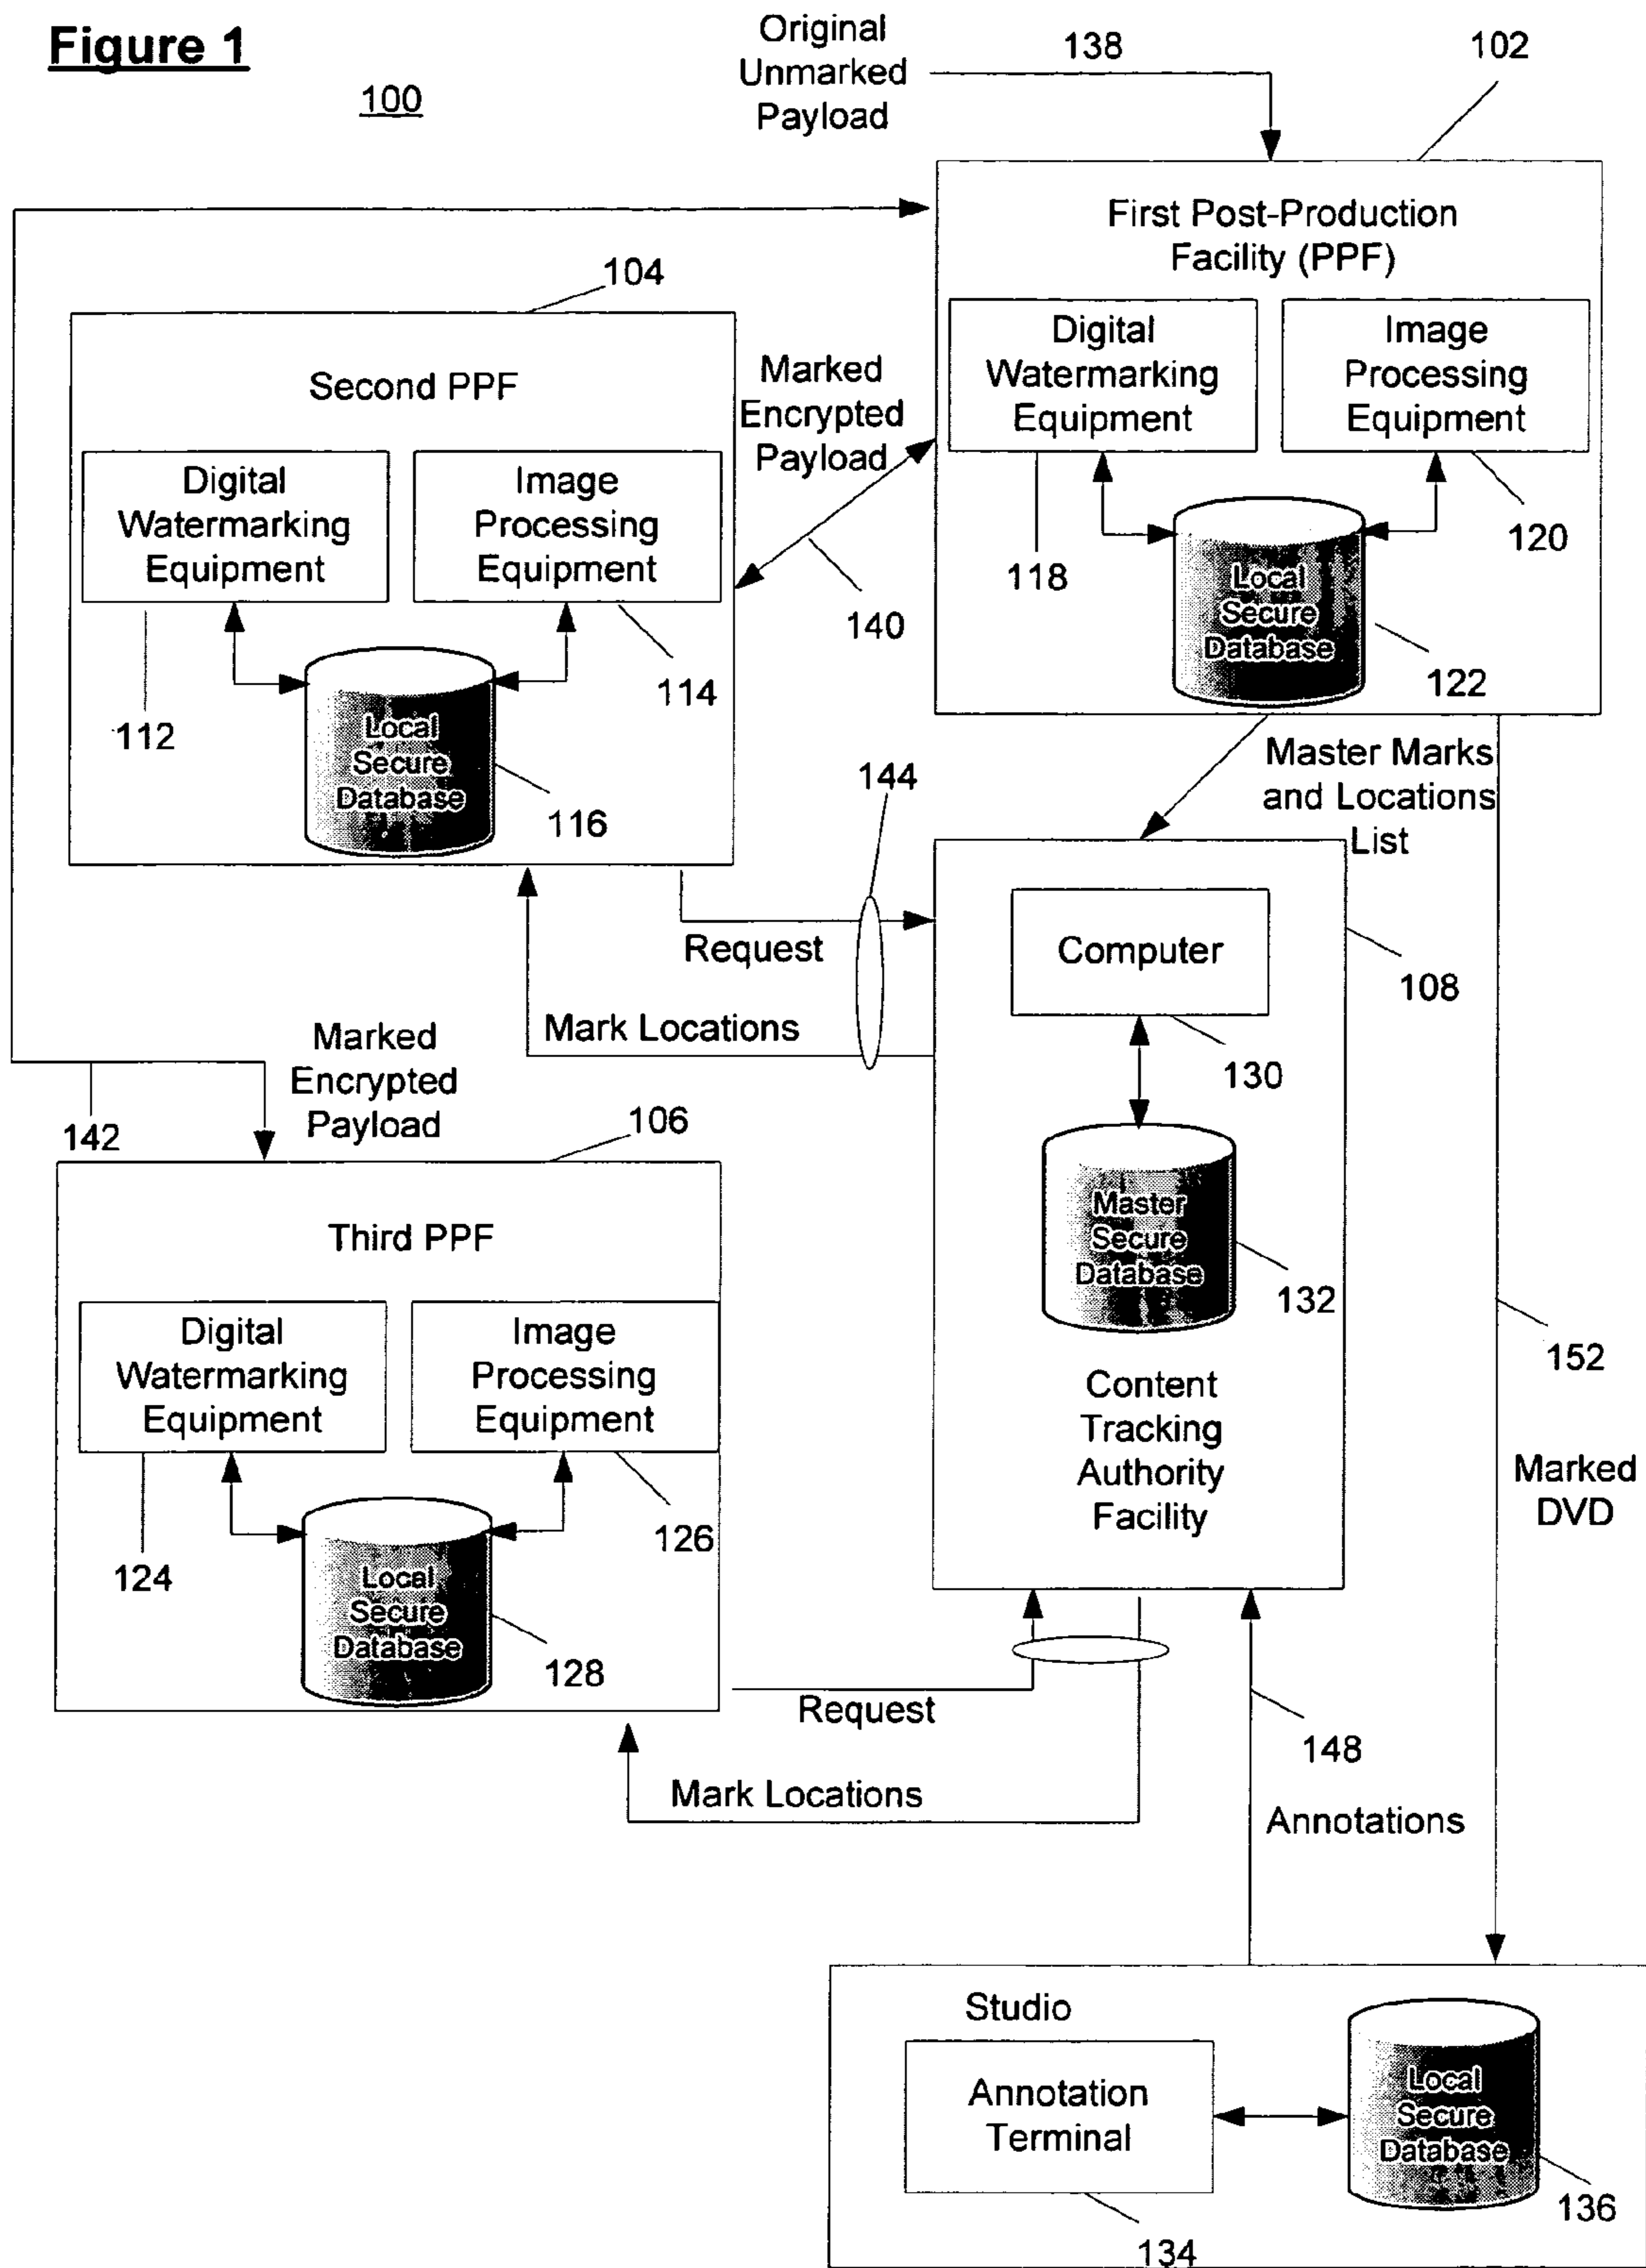 Figure 1
100
Original
Unmarked
Payload
138
102
First Post-Production
Facility (PPF)
Digital
Watermarking
Equipment
Image
Processing
Equipment
118
120
Local
Secure
Database
122
104
Second PPF
Digital
Watermarking
Equipment
Image
Processing
Equipment
112
114
Local
Secure
Database
116
Marked
Encrypted
Payload
140
Master Marks
and Locations
List
144
Request
Mark Locations
Computer
108
130
Master
Secure
Database
132
Content
Tracking
Authority
Facility
Marked
Encrypted
Payload
142
106
Third PPF
Digital
Watermarking
Equipment
Image
Processing
Equipment
124
126
Local
Secure
Database
128
Request
Mark Locations
152
Marked
DVD
148
Annotations
Studio
Annotation
Terminal
134
Local
Secure
Database
136